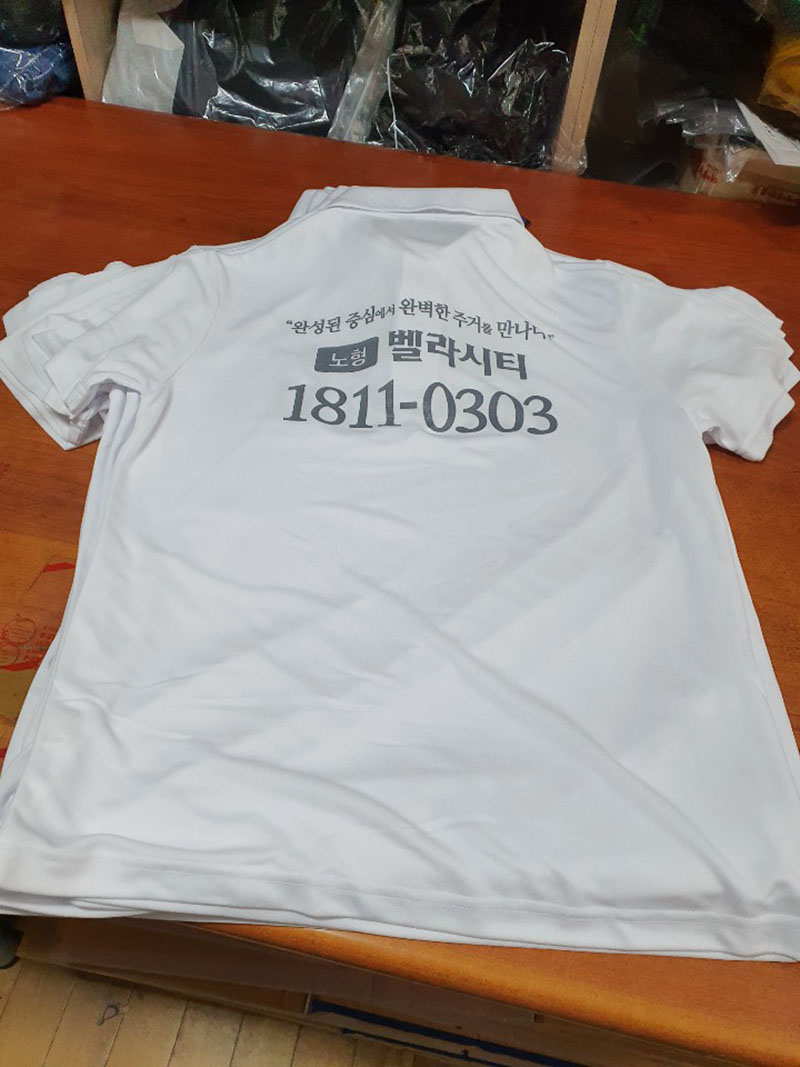 "완성된 중심에서 완벽한 주거를 만나다"
노형 벨라시티
1811-0303